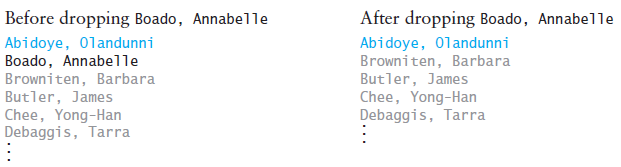 Before dropping Boado, Annabelle
Abidoye, Olandunni
Boado, Annabelle
Browniten, Barbara
Butler, James
Chee, Yong-Han
Debaggis, Tarra
⋮
After dropping Boado, Annabelle
Abidoye, Olandunni
Browniten, Barbara
Butler, James
Chee, Yong-Han
Debaggis, Tarra
⋮